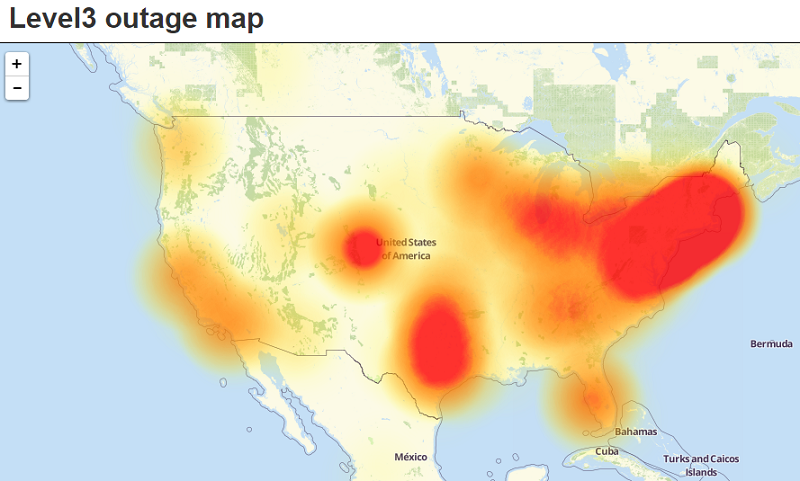 Level3 outage map
+
−
United States
of America
Bermuda
Bahamas
México
Cuba
Turks and Caicos
Islands